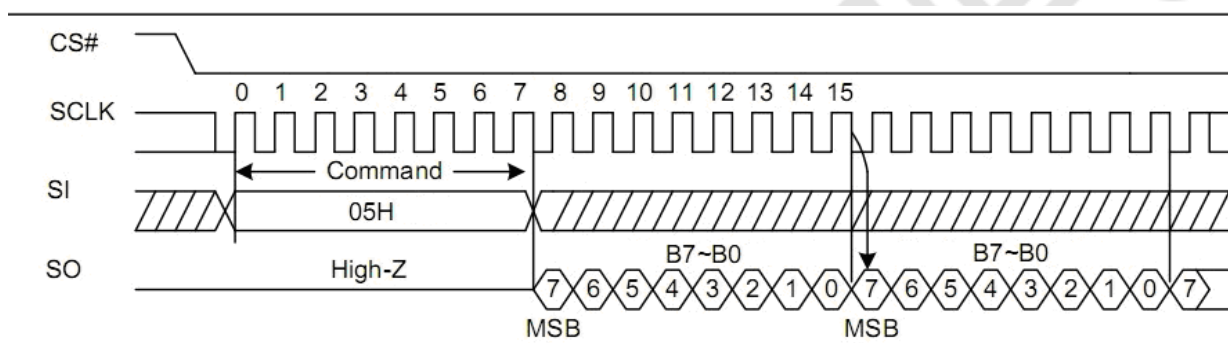 CS#
0 1 2 3 4 5 6 7 8 9 10 11 12 13 14 15
SCLK
Command
SI
05H
B7~B0 B7~B0
SO High-Z
7 6 5 4 3 2 1 0 7 6 5 4 3 2 1 0 7
MSB MSB